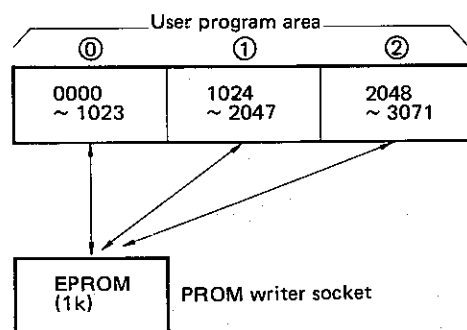 User program area
⓪ ① ②
0000 1024 2048
~ 1023 ~ 2047 ~ 3071
EPROM
(1k)
PROM writer socket